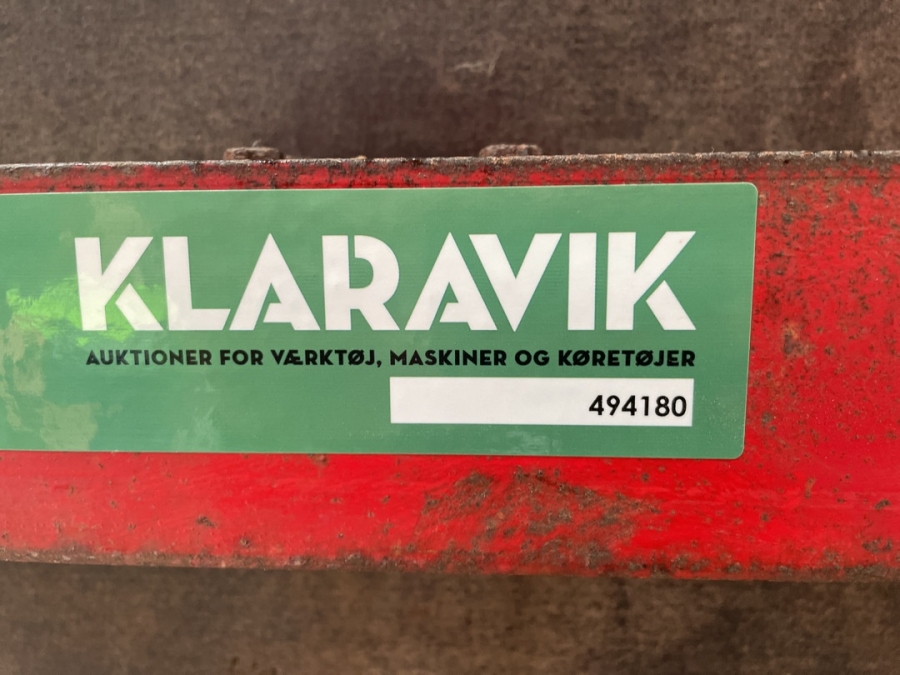 KLARAVIK
AUKTIONER FOR VÆRKTØJ, MASKINER OG KØRETØJER
494180